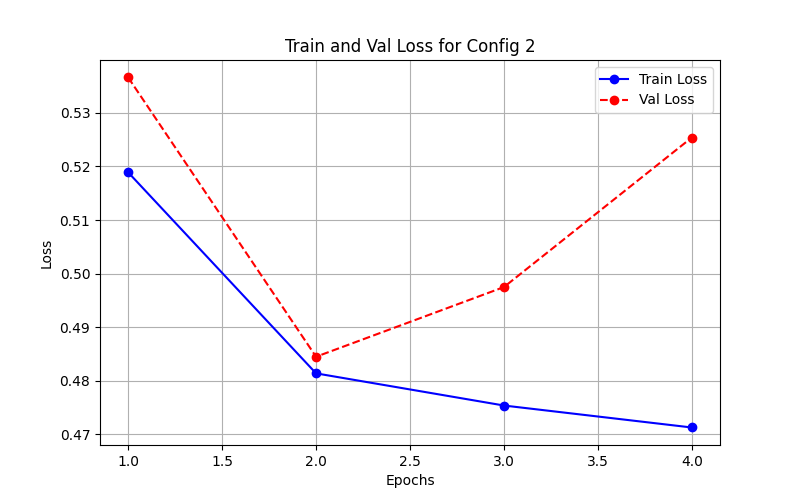 Train and Val Loss for Config 2
Train Loss
Val Loss
0.53
0.52
0.51
0.50
0.49
0.48
0.47
Loss
1.0 1.5 2.0 2.5 3.0 3.5 4.0
Epochs